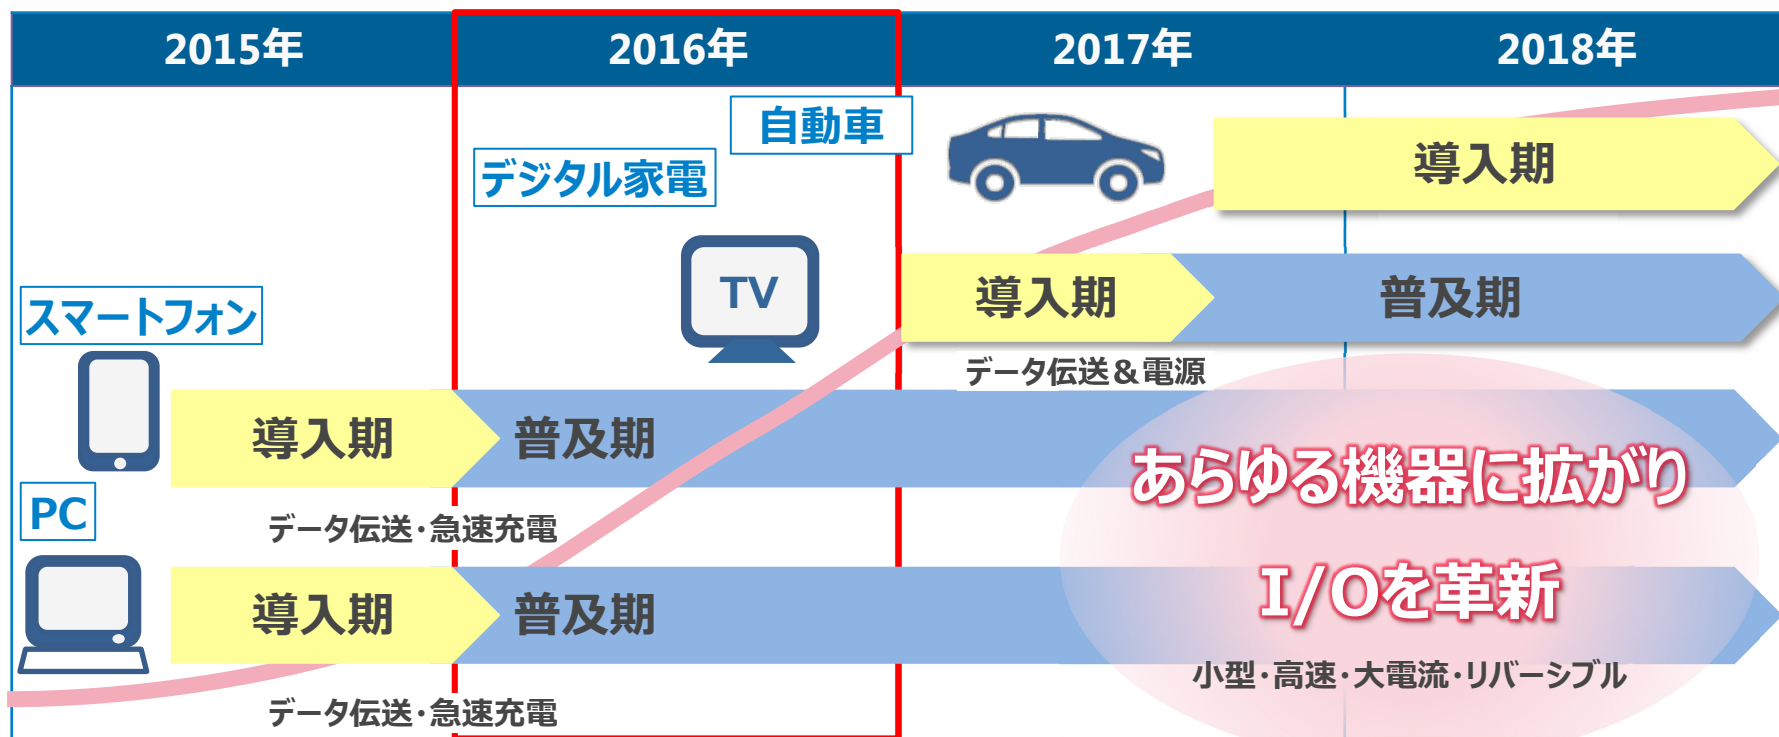 2015年
2016年
2017年
2018年
自動車
導入期
デジタル家電
TV
導入期
普及期
データ伝送＆電源
スマートフォン
導入期
普及期
データ伝送・急速充電
PC
導入期
普及期
データ伝送・急速充電
あらゆる機器に拡がり
I/Oを革新
小型・高速・大電流・リバーシブル